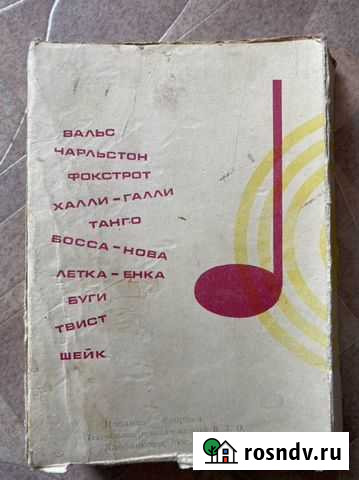 ВАЛЬС
ЧАРЛЬСТОН
ФОКСТРОТ
ХАЛЛИ-ГАЛЛИ
ТАНГО
БОССА-НОВА
ЛЕТКА-ЕНКА
БУГИ
ТВИСТ
ШЕЙК
В.Т.О.
rosndv.ru